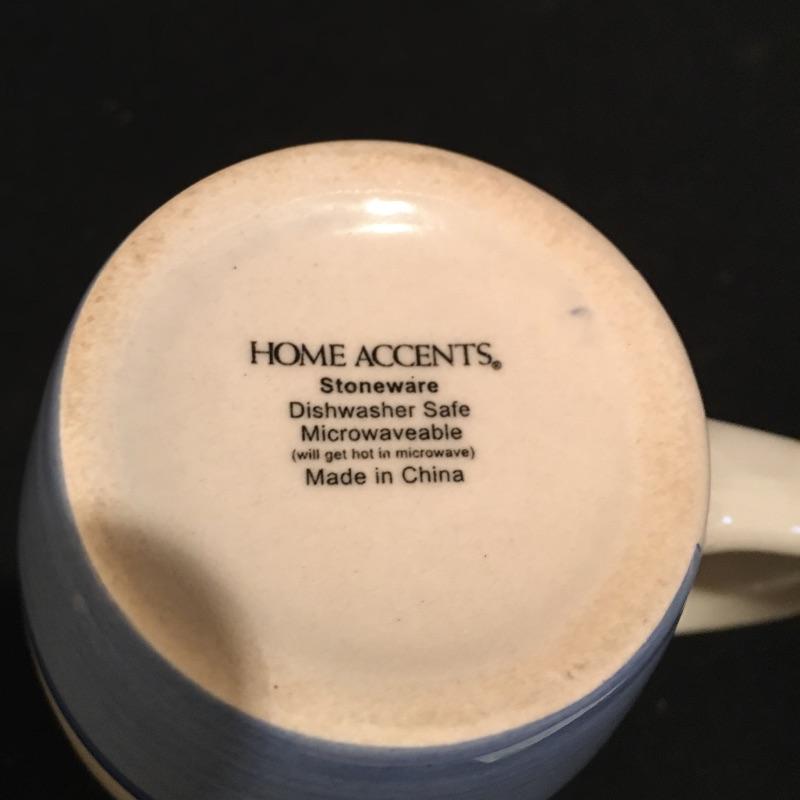 HOME ACCENTS®
Stoneware
Dishwasher Safe
Microwaveable
(will get hot in microwave)
Made in China